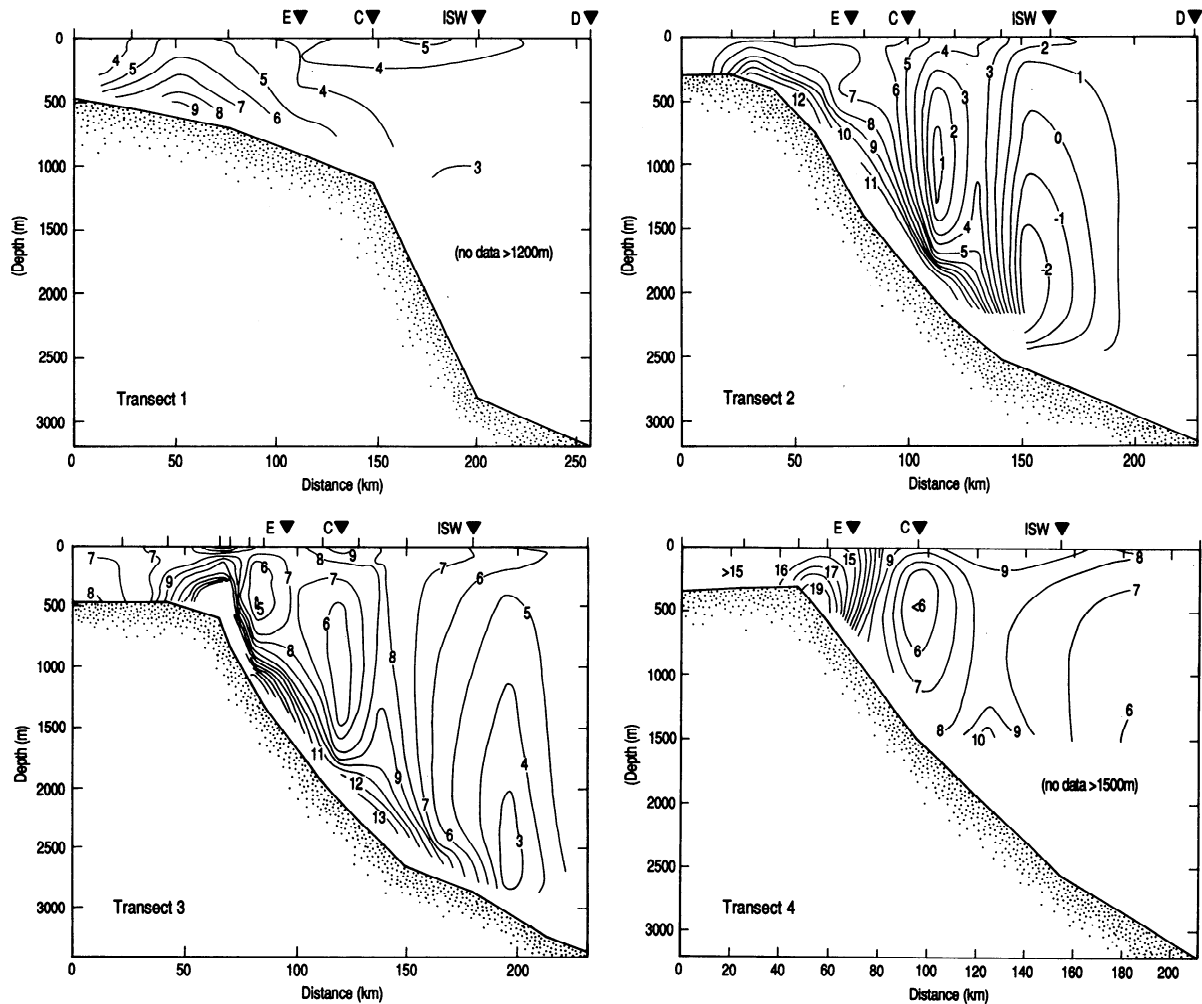 E C ISW D
0 500 1000 1500 2000 2500 3000
(Depth (m)
4 5 5 4
4 5 4
9 8 7 6
3
(no data >1200m)
Transect 1
0 50 100 150 200 250
Distance (km)
E C ISW D
0 500 1000 1500 2000 2500 3000
(Depth (m)
6 5 4 3 2 1
12 7 3
10 8 2 0
9 1
11
4 -1
5
-2
Transect 2
0 50 100 150 200
Distance (km)
E C ISW
0 500 1000 1500 2000 2500 3000
Depth (m)
7 8 9 7
9 6 7 6
8 5 5
6
8 8
11 9 4
12 7
13 6
3
Transect 3
0 50 100 150 200
Distance (km)
E C ISW
0 500 1000 1500 2000 2500 3000
(Depth (m)
>15 16 17 15 9 9 8
19 7
<6
6
7 6
8 10 9
(no data >1500m)
Transect 4
0 20 40 60 80 100 120 140 160 180 200
Distance (km)